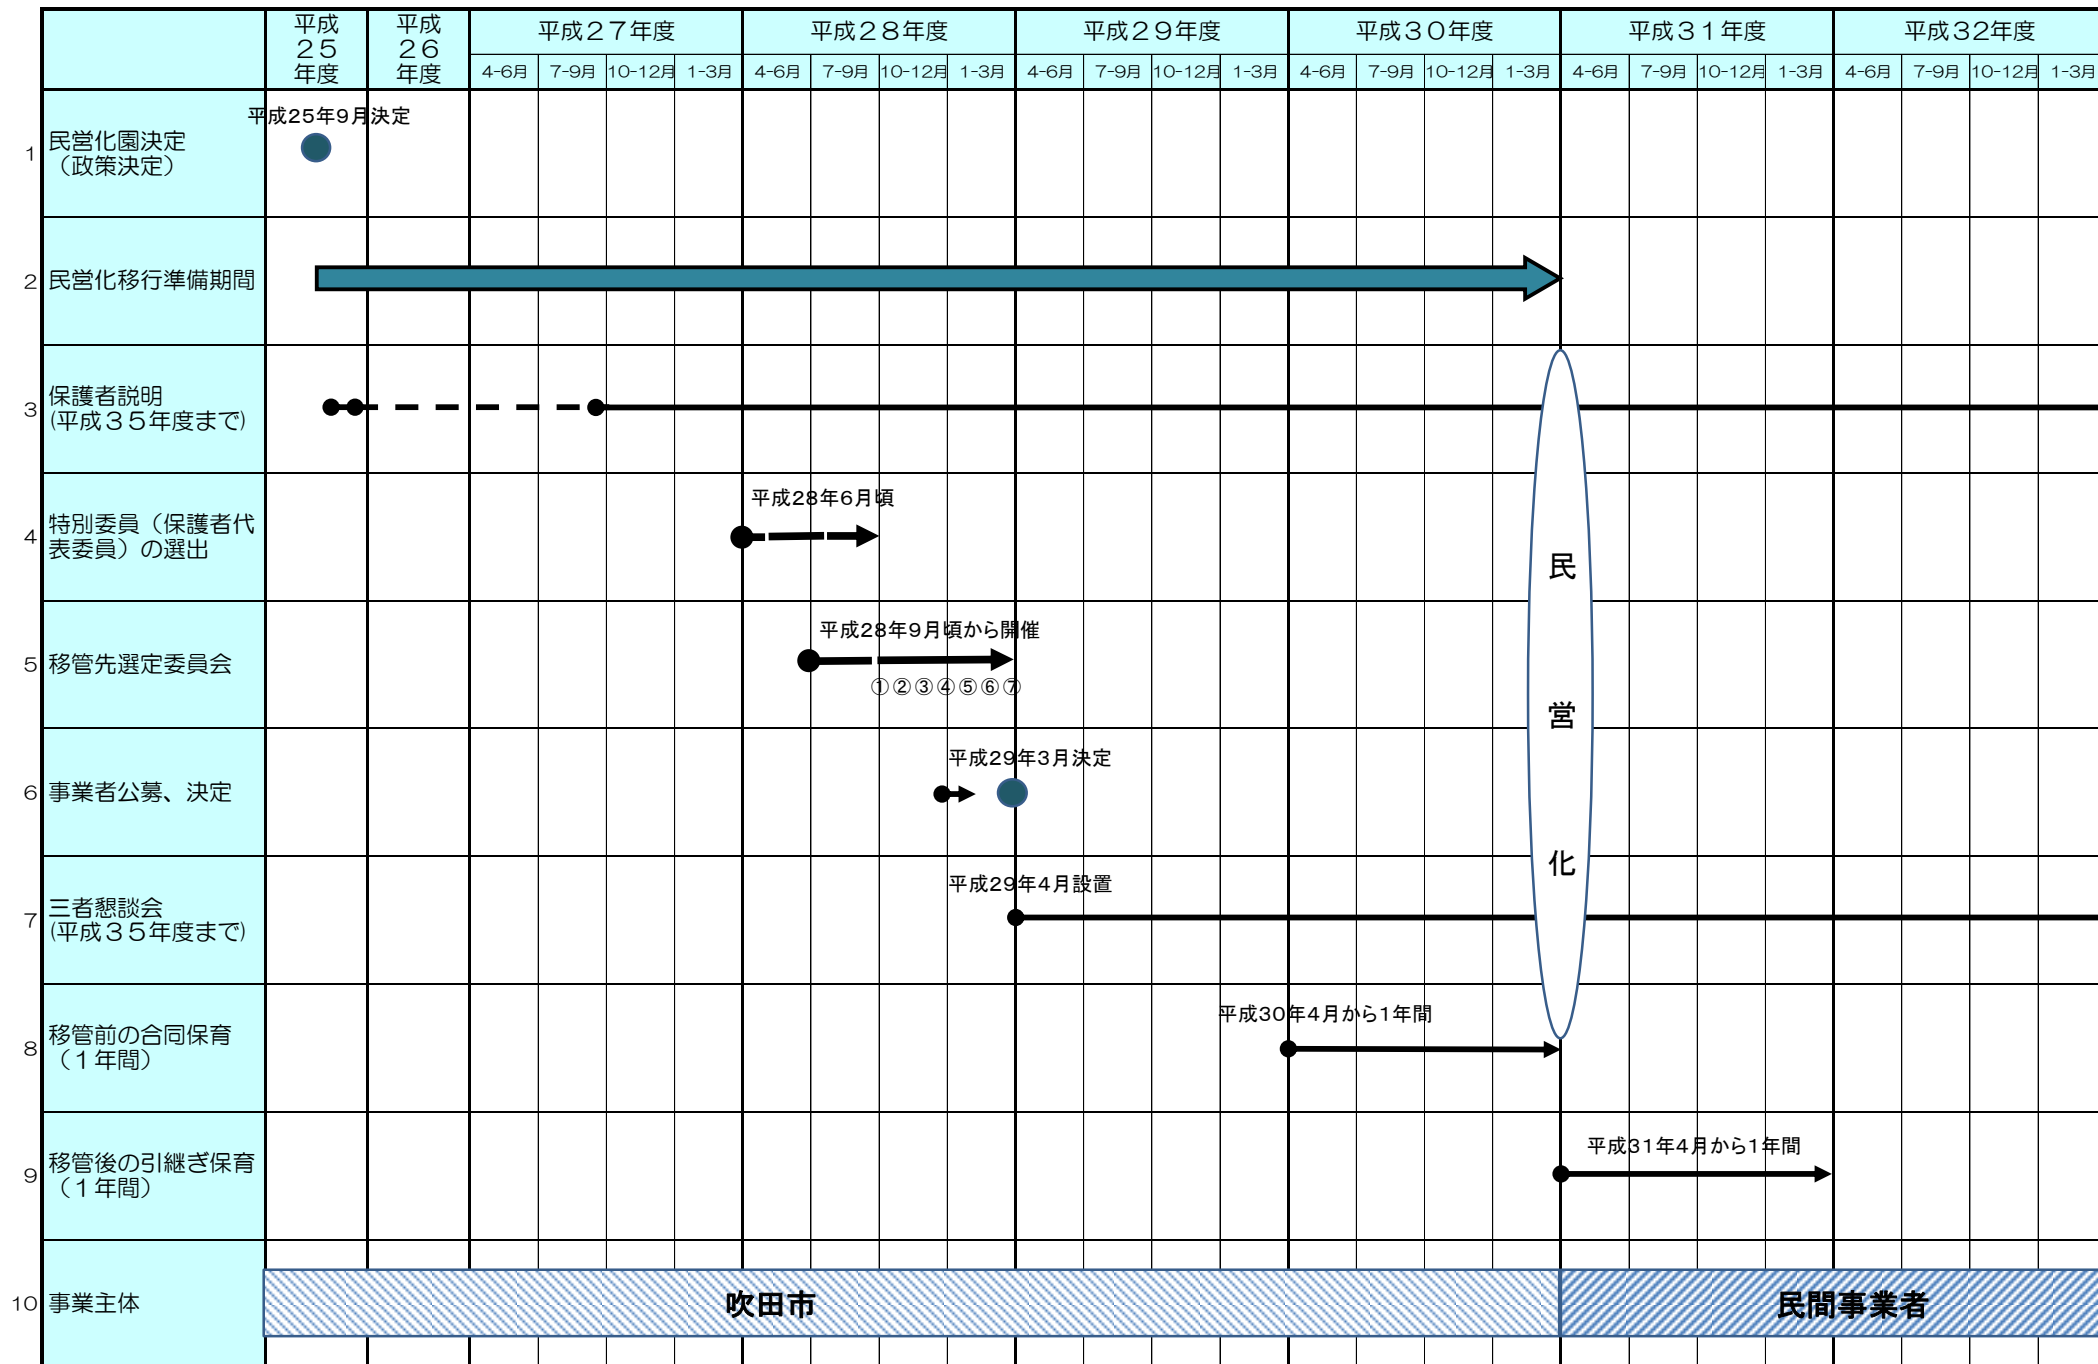 平成
２５
年度
平成
２６
年度
平成２７年度
平成２８年度
平成２９年度
平成３０年度
平成３１年度
平成３２年度
4-6月 7-9月 10-12月 1-3月 4-6月 7-9月 10-12月 1-3月 4-6月 7-9月 10-12月 1-3月 4-6月 7-9月 10-12月 1-3月 4-6月 7-9月 10-12月 1-3月 4-6月 7-9月 10-12月 1-3月
1
民営化園決定
（政策決定）
平成25年9月決定
2
民営化移行準備期間
3
保護者説明
(平成３５年度まで)
4
特別委員（保護者代
表委員）の選出
平成28年6月頃
5
移管先選定委員会
平成28年9月頃から開催
①②③④⑤⑥⑦
6
事業者公募、決定
平成29年3月決定
7
三者懇談会
(平成３５年度まで)
平成29年4月設置
8
移管前の合同保育
（１年間）
平成30年4月から1年間
9
移管後の引継ぎ保育
（１年間）
平成31年4月から1年間
民
営
化
10
事業主体
吹田市
民間事業者